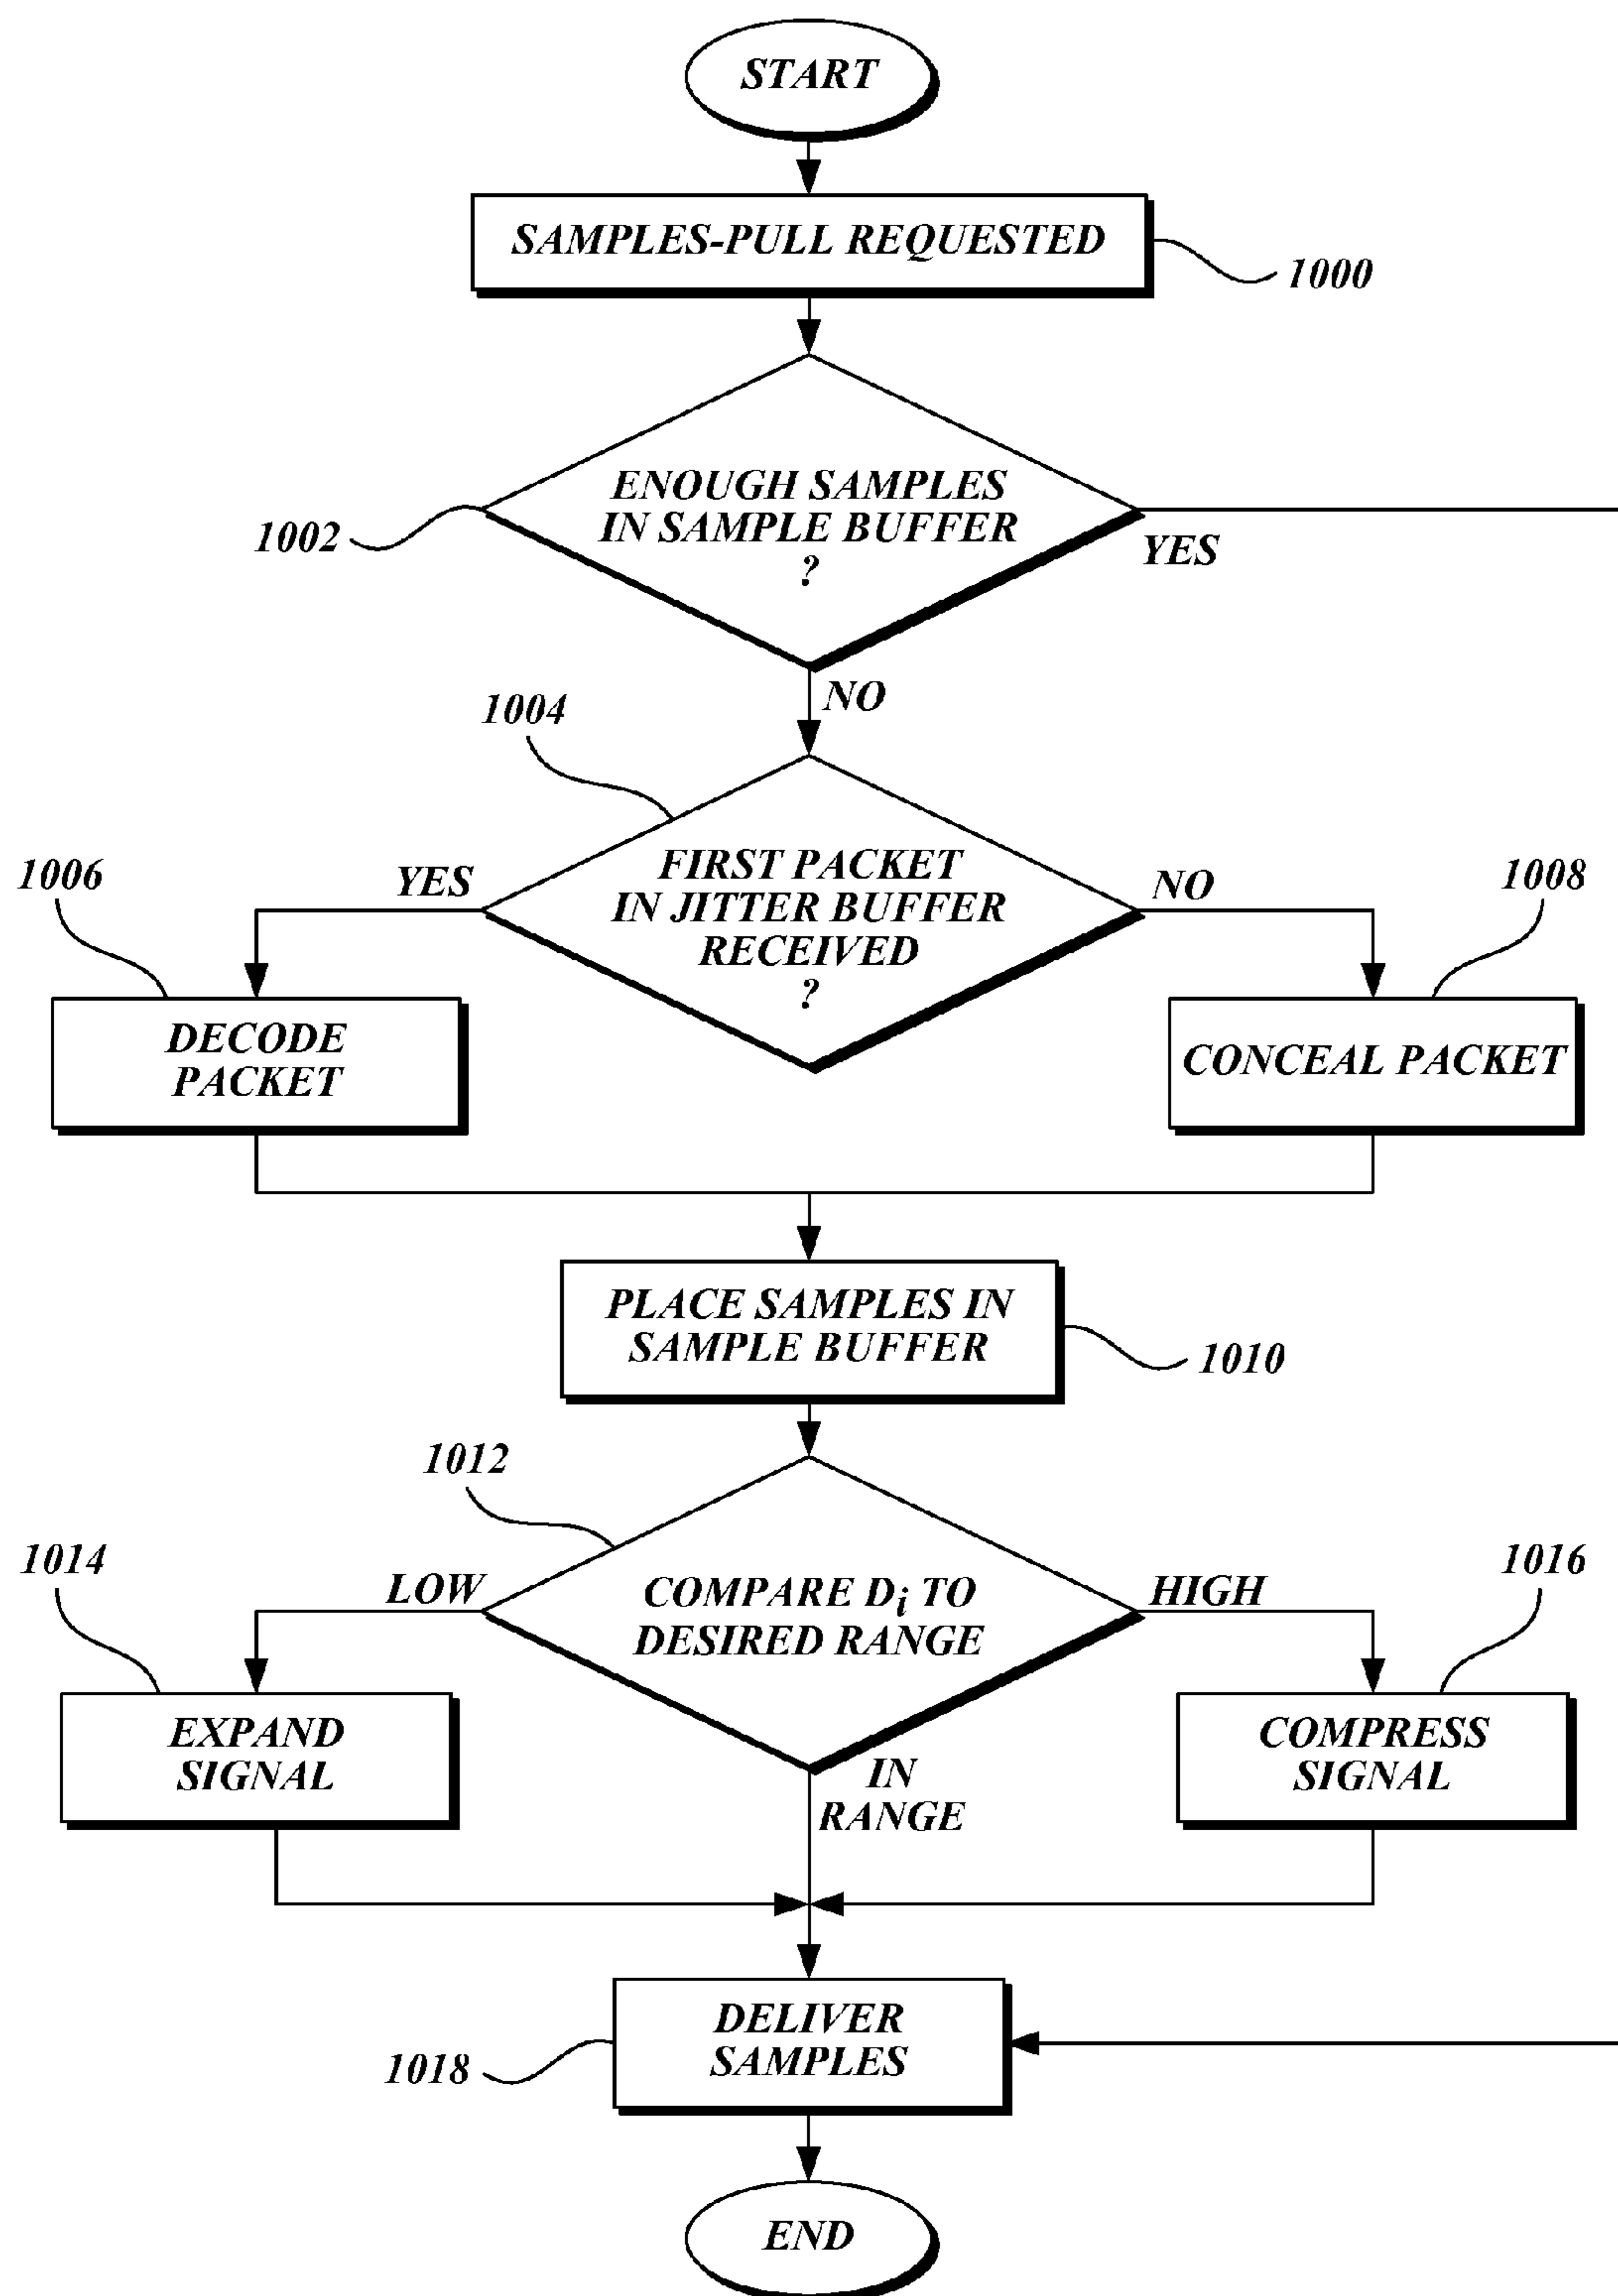 START
SAMPLES-PULL REQUESTED
1000
ENOUGH SAMPLES
IN SAMPLE BUFFER
?
1002
YES
NO
1004
FIRST PACKET
IN JITTER BUFFER
RECEIVED
?
YES
NO
1006
1008
DECODE
PACKET
CONCEAL PACKET
PLACE SAMPLES IN
SAMPLE BUFFER
1010
1012
COMPARE Di TO
DESIRED RANGE
LOW
HIGH
1014
1016
EXPAND
SIGNAL
IN
RANGE
COMPRESS
SIGNAL
DELIVER
SAMPLES
1018
END